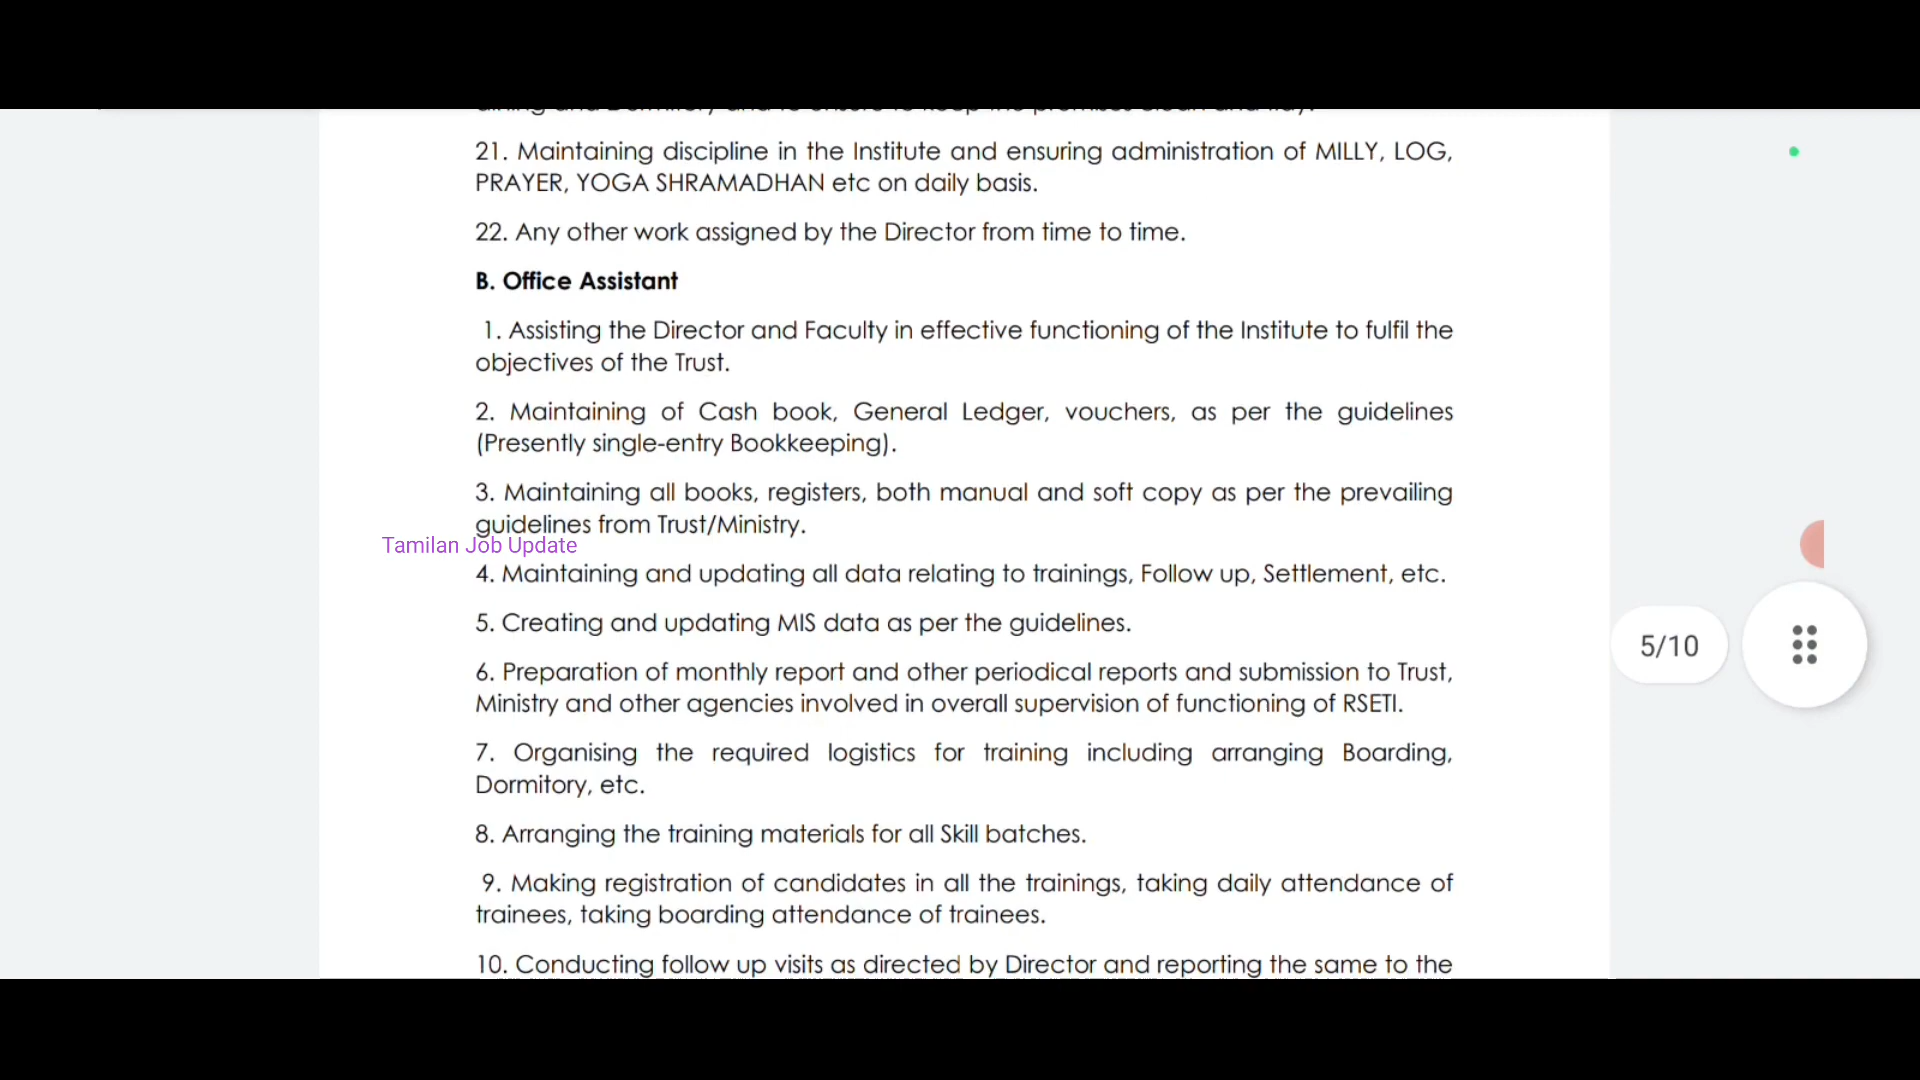 21. Maintaining discipline in the Institute and ensuring administration of MILLY, LOG,
PRAYER, YOGA SHRAMADHAN etc on daily basis.
22. Any other work assigned by the Director from time to time.
B. Office Assistant
1. Assisting the Director and Faculty in effective functioning of the Institute to fulfil the
objectives of the Trust.
2. Maintaining of Cash book, General Ledger, vouchers, as per the guidelines
(Presently single-entry Bookkeeping).
3. Maintaining all books, registers, both manual and soft copy as per the prevailing
guidelines from Trust/Ministry.
Tamilan Job Update
4. Maintaining and updating all data relating to trainings, Follow up, Settlement, etc.
5. Creating and updating MIS data as per the guidelines.
5/10
6. Preparation of monthly report and other periodical reports and submission to Trust,
Ministry and other agencies involved in overall supervision of functioning of RSETI.
7. Organising the required logistics for training including arranging Boarding,
Dormitory, etc.
8. Arranging the training materials for all Skill batches.
9. Making registration of candidates in all the trainings, taking daily attendance of
trainees, taking boarding attendance of trainees.
10. Conducting follow up visits as directed by Director and reporting the same to the